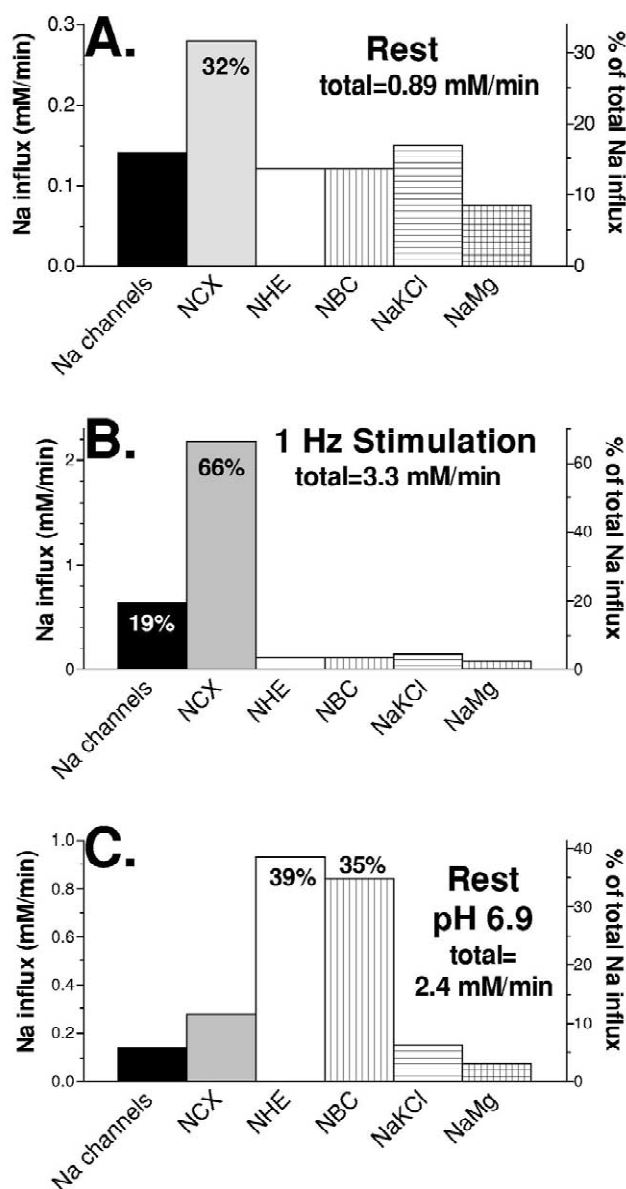 A.
Rest
total=0.89 mM/min
32%
Na influx (mM/min)
0.3
0.2
0.1
0.0
% of total Na influx
30
20
10
0
Na channels
NCX
NHE
NBC
NaKCl
NaMg
B.
1 Hz Stimulation
total=3.3 mM/min
66%
19%
Na influx (mM/min)
2
1
0
% of total Na influx
60
40
20
0
Na channels
NCX
NHE
NBC
NaKCl
NaMg
C.
39%
35%
Rest
pH 6.9
total=
2.4 mM/min
Na influx (mM/min)
1.0
0.8
0.6
0.4
0.2
0.0
% of total Na influx
40
30
20
10
0
Na channels
NCX
NHE
NBC
NaKCl
NaMg